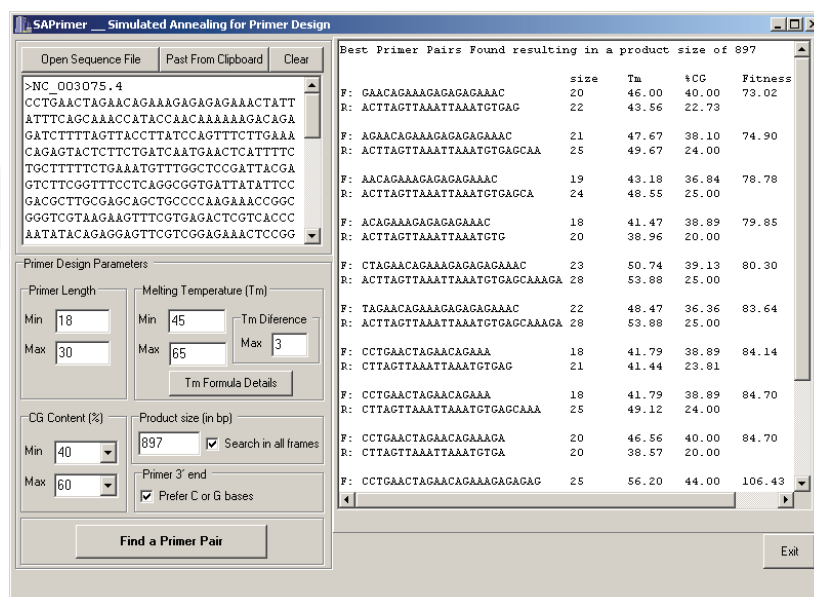 SAPrimer __ Simulated Annealing for Primer Design
Open Sequence File Past From Clipboard Clear
>NC_003075.4
CCTGAACTAGAACAGAAAGAGAGAGAAACTATT
ATTTCAGCAAACCATACCAACAAAAAAGACAGA
GATCTTTTAGTTACCTTATCCAGTTTCTTGAAA
CAGAGTACTCTTCTGATCAATGAACTCATTTTC
TGCTTTTTCTGAAATGTTTGGCTCCGATTACGA
GTCTTCGGTTTCCTCAGGCGGTGATTATATTCC
GACGCTTGCGAGCAGCTGCCCCAAGAAACCGGC
GGGTCGTAAGAAGTTTCGTGAGACTCGTCACCC
AATATACAGAGGAGTTCGTCGGAGAAACTCCGG
Primer Design Parameters
Primer Length
Min 18
Max 30
Melting Temperature (Tm)
Min 45
Max 65
Tm Diference
Max 3
Tm Formula Details
CG Content (%)
Min 40
Max 60
Product size (in bp)
897 Search in all frames
Primer 3´ end
Prefer C or G bases
Find a Primer Pair
Best Primer Pairs Found resulting in a product size of 897
size Tm %CG Fitness
F: GAACAGAAAGAGAGAGAAAC 20 46.00 40.00 73.02
R: ACTTAGTTAAATTAAATGTGAG 22 43.56 22.73
F: AGAACAGAAAGAGAGAGAAAC 21 47.67 38.10 74.90
R: ACTTAGTTAAATTAAATGTGAGCAA 25 49.67 24.00
F: AACAGAAAGAGAGAGAAAC 19 43.18 36.84 78.78
R: ACTTAGTTAAATTAAATGTGAGCA 24 48.55 25.00
F: ACAGAAAGAGAGAGAAAC 18 41.47 38.89 79.85
R: ACTTAGTTAAATTAAATGTG 20 38.96 20.00
F: CTAGAACAGAAAGAGAGAGAAAC 23 50.74 39.13 80.30
R: ACTTAGTTAAATTAAATGTGAGCAAAGA 28 53.88 25.00
F: TAGAACAGAAAGAGAGAGAAAC 22 48.47 36.36 83.64
R: ACTTAGTTAAATTAAATGTGAGCAAAGA 28 53.88 25.00
F: CCTGAACTAGAACAGAAA 18 41.79 38.89 84.14
R: ACTTAGTTAAATTAAATGTGAG 21 41.44 23.81
F: CCTGAACTAGAACAGAAA 18 41.79 38.89 84.70
R: CTTAGTTAAATTAAATGTGAGCAAA 25 49.12 24.00
F: CCTGAACTAGAACAGAAAGA 20 46.56 40.00 84.70
R: CTTAGTTAAATTAAATGTGA 20 38.57 20.00
F: CCTGAACTAGAACAGAAAGAGAGAG 25 56.20 44.00 106.43
Exit